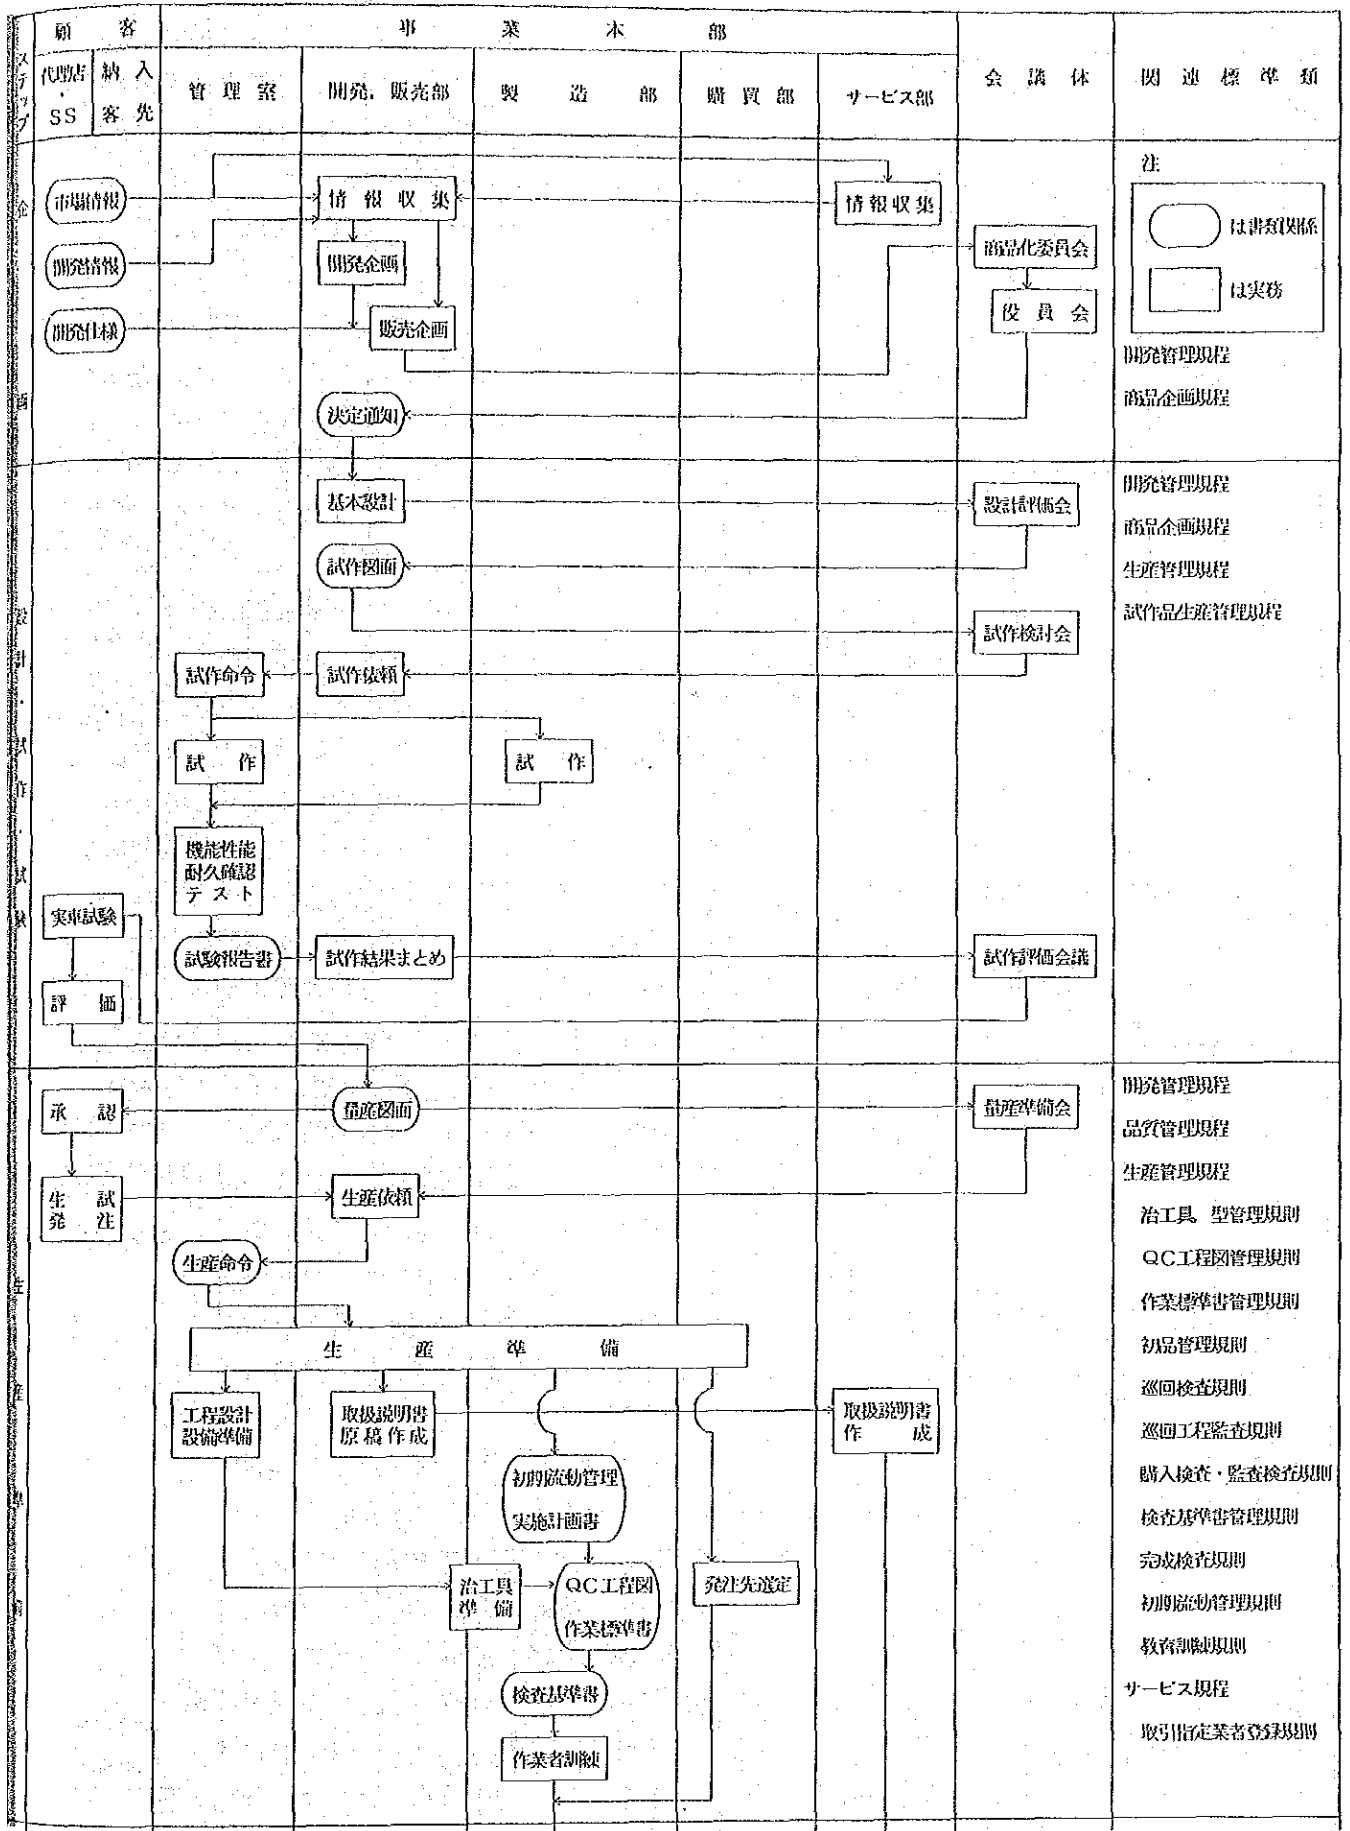 ステップ
顧客
事業本部
代理店・SS
納入客先
管理室
開発、販売部
製造部
購買部
サービス部
会議体
関連標準類
企画
市場情報
情報収集
情報収集
注
は書類関係
は実務
開発情報
開発企画
商品化委員会
開発仕様
販売企画
役員会
開発管理規程
商品企画規程
決定通知
設計・試作・試験
基本設計
設計評価会
開発管理規程
商品企画規程
試作図面
生産管理規程
試作検討会
試作品生産管理規程
試作命令
試作依頼
試作
試作
機能性能
耐久確認
テスト
実車試験
試験報告書
試作結果まとめ
試作評価会議
評価
生産準備
承認
量産図面
量産準備会
開発管理規程
品質管理規程
生産管理規程
生試
発注
生産依頼
治工具、型管理規則
生産命令
QC工程図管理規則
作業標準書管理規則
生産準備
初品管理規則
巡回検査規則
工程設計
設備準備
取扱説明書
原稿作成
取扱説明書
作成
巡回工程監査規則
初期流動管理
実施計画書
購入検査・監査検査規則
検査基準書管理規則
治工具
準備
QC工程図
作業標準書
発注先選定
完成検査規則
初期流動管理規則
教育訓練規則
検査基準書
サービス規程
作業者訓練
取引指定業者登録規則